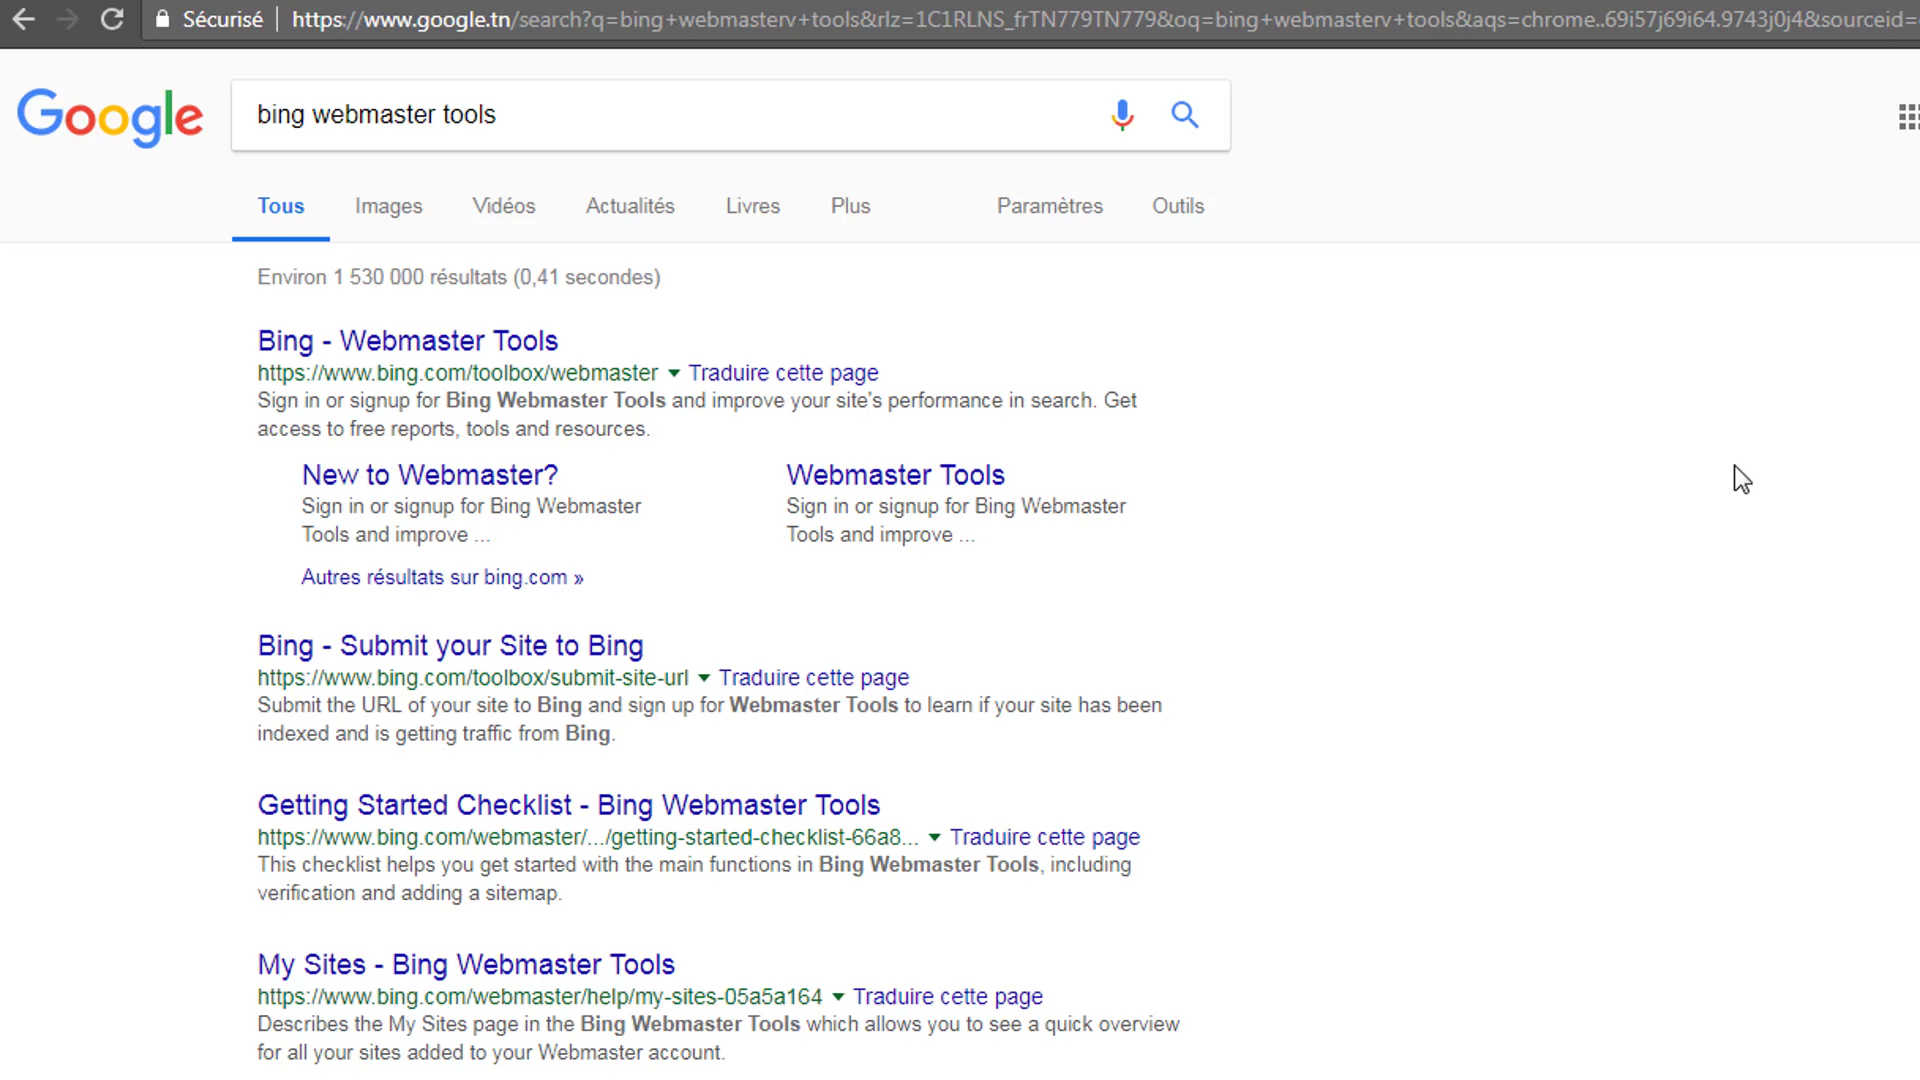 Sécurisé https://www.google.tn/search?q=bing+webmasterv+tools&rlz=1C1RLNS_frTN779TN779&oq=bing+webmasterv+tools&aqs=chrome..69i57j69i64.9743j0j4&sourceid=
Google
bing webmaster tools
Tous Images Vidéos Actualités Livres Plus Paramètres Outils
Environ 1 530 000 résultats (0,41 secondes)
Bing - Webmaster Tools
https://www.bing.com/toolbox/webmaster Traduire cette page
Sign in or signup for Bing Webmaster Tools and improve your site's performance in search. Get
access to free reports, tools and resources.
New to Webmaster?
Sign in or signup for Bing Webmaster
Tools and improve ...
Webmaster Tools
Sign in or signup for Bing Webmaster
Tools and improve ...
Autres résultats sur bing.com »
Bing - Submit your Site to Bing
https://www.bing.com/toolbox/submit-site-url Traduire cette page
Submit the URL of your site to Bing and sign up for Webmaster Tools to learn if your site has been
indexed and is getting traffic from Bing.
Getting Started Checklist - Bing Webmaster Tools
https://www.bing.com/webmaster/.../getting-started-checklist-66a8... Traduire cette page
This checklist helps you get started with the main functions in Bing Webmaster Tools, including
verification and adding a sitemap.
My Sites - Bing Webmaster Tools
https://www.bing.com/webmaster/help/my-sites-05a5a164 Traduire cette page
Describes the My Sites page in the Bing Webmaster Tools which allows you to see a quick overview
for all your sites added to your Webmaster account.